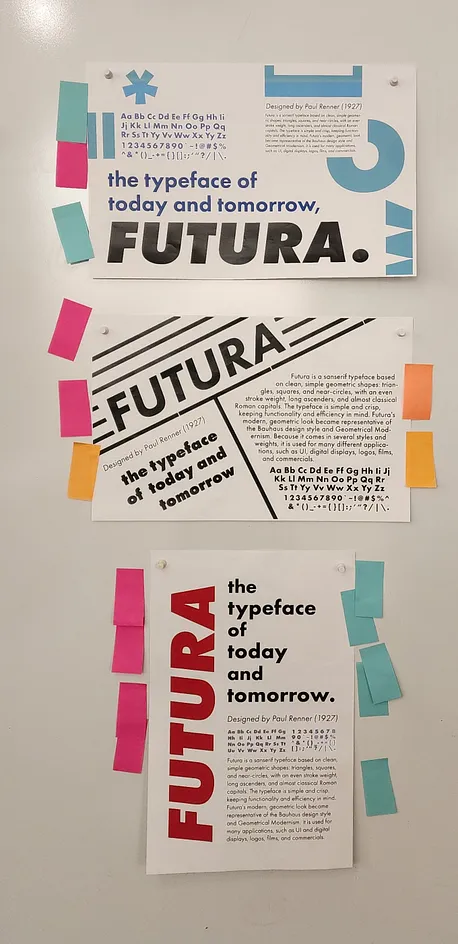 Aa Bb Cc Dd Ee Ff Gg Hh Ii
Jj Kk Ll Mm Nn Oo Pp Qq
Rr Ss Tt Yy Vv Ww Xx Yy Zz
1234567890`~!@#$%
^&*()_-+={}[]:;'"?/|\.
Designed by Paul Renner (1927)
the typeface of
today and tomorrow,
FUTURA.
FUTURA
Designed by Paul Renner (1927)
the typeface
of today and
tomorrow
Futura is a sanserif typeface based
on clean, simple geometric shapes: trian-
gles, squares, and near-circles, with an even
stroke weight, long ascenders, and almost classical
Roman capitals. The typeface is simple and crisp,
keeping functionality and efficiency in mind. Futura's
modern, geometric look became representative of
the Bauhaus design style and Geometrical Mod-
ernism. Because it comes in several styles and
weights, it is used for many different applica-
tions, such as UI, digital displays, logos, films,
and commercials.
Aa Bb Cc Dd Ee Ff Gg Hh Ii Jj
Kk Ll Mm Nn Oo Pp Qq Rr
Ss Tt Yy Vv Ww Xx Yy Zz
1234567890`~!@#$%^
&*()_-+={}[]:;'"?/|\.
FUTURA
the
typeface
of
today
and
tomorrow.
Designed by Paul Renner (1927)
Aa Bb Cc Dd Ee Ff Gg
Hh Ii Jj Kk Ll Mm
Nn Oo Pp Qq Rr Ss Tt
Uu Vv Ww Xx Yy Zz
Futura is a sanserif typeface based on clean,
simple geometric shapes: triangles, squares,
and near-circles, with an even stroke weight,
long ascenders, and almost classical Roman
capitals. The typeface is simple and crisp,
keeping functionality and efficiency in mind.
Futura's modern, geometric look became
representative of the Bauhaus design style
and Geometrical Modernism. It is used for
many applications, such as UI and digital
displays, logos, films, and commercials.